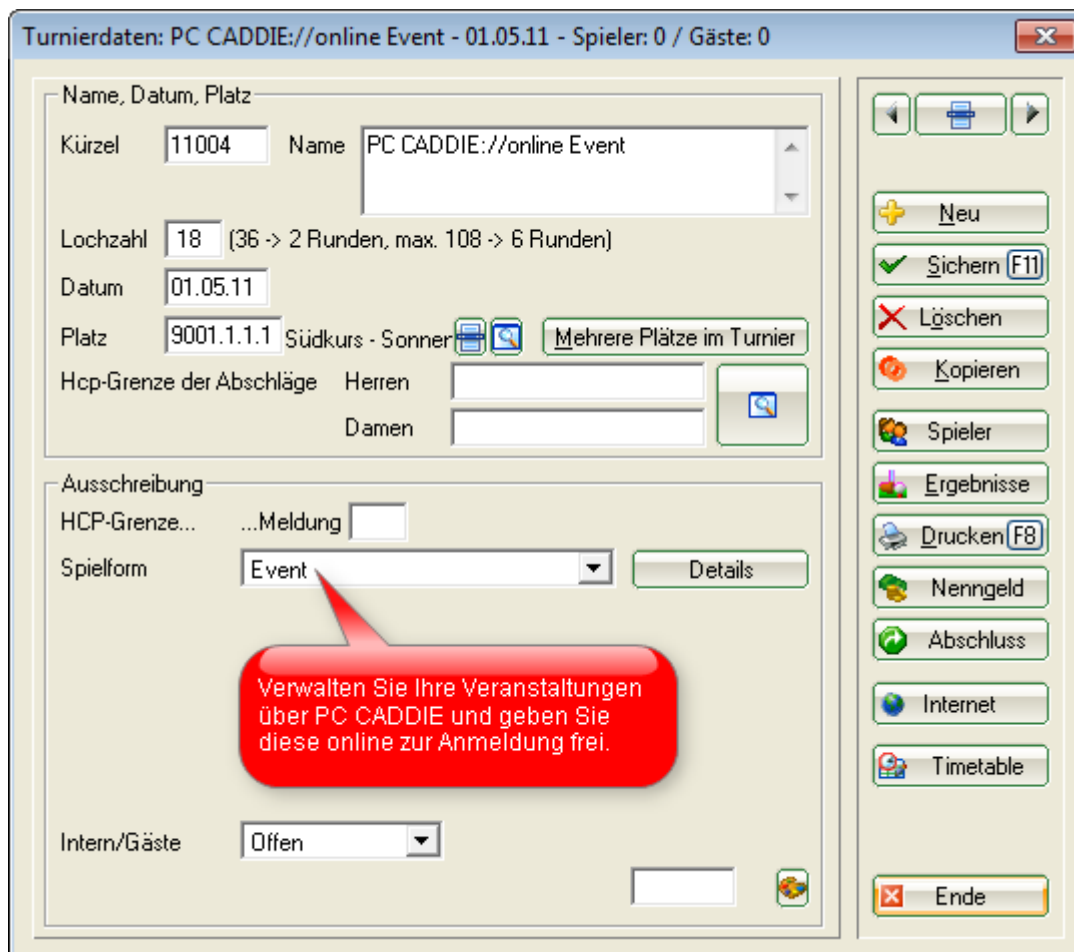 Turnierdaten: PC CADDIE://online Event - 01.05.11 - Spieler: 0 / Gäste: 0
Name, Datum, Platz
Kürzel 11004 Name PC CADDIE://online Event
Lochzahl 18 (36 -> 2 Runden, max. 108 -> 6 Runden)
Datum 01.05.11
Platz 9001.1.1.1 Südkurs - Sonner Mehrere Plätze im Turnier
Hcp-Grenze der Abschläge Herren
Damen
Ausschreibung
HCP-Grenze... ...Meldung
Spielform Event Details
Verwalten Sie Ihre Veranstaltungen
über PC CADDIE und geben Sie
diese online zur Anmeldung frei.
Intern/Gäste Offen
Neu
Sichern F11
Löschen
Kopieren
Spieler
Ergebnisse
Drucken F8
Nenngeld
Abschluss
Internet
Timetable
Ende